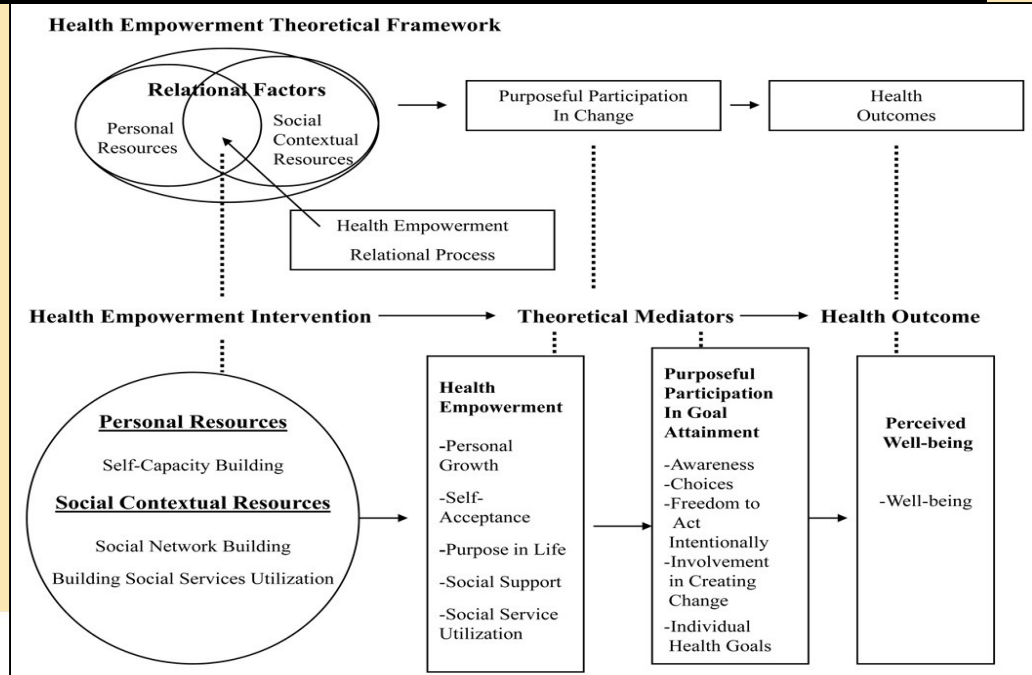 Health Empowerment Theoretical Framework
Relational Factors
Personal
Resources
Social
Contextual
Resources
Purposeful Participation
In Change
Health
Outcomes
Health Empowerment
Relational Process
Health Empowerment Intervention
Theoretical Mediators
Health Outcome
Personal Resources
Self-Capacity Building
Social Contextual Resources
Social Network Building
Building Social Services Utilization
Health
Empowerment
-Personal
Growth
-Self-
Acceptance
-Purpose in Life
-Social Support
-Social Service
Utilization
Purposeful
Participation
In Goal
Attainment
-Awareness
-Choices
-Freedom to
Act
Intentionally
-Involvement
in Creating
Change
-Individual
Health Goals
Perceived
Well-being
-Well-being